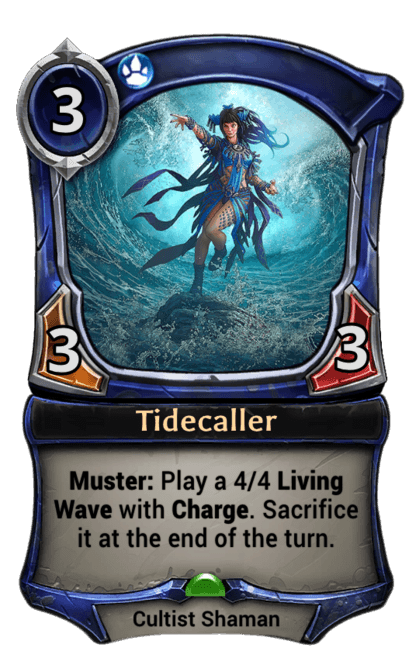 3
3
3
Tidecaller
Muster: Play a 4/4 Living
Wave with Charge. Sacrifice
it at the end of the turn.
Cultist Shaman